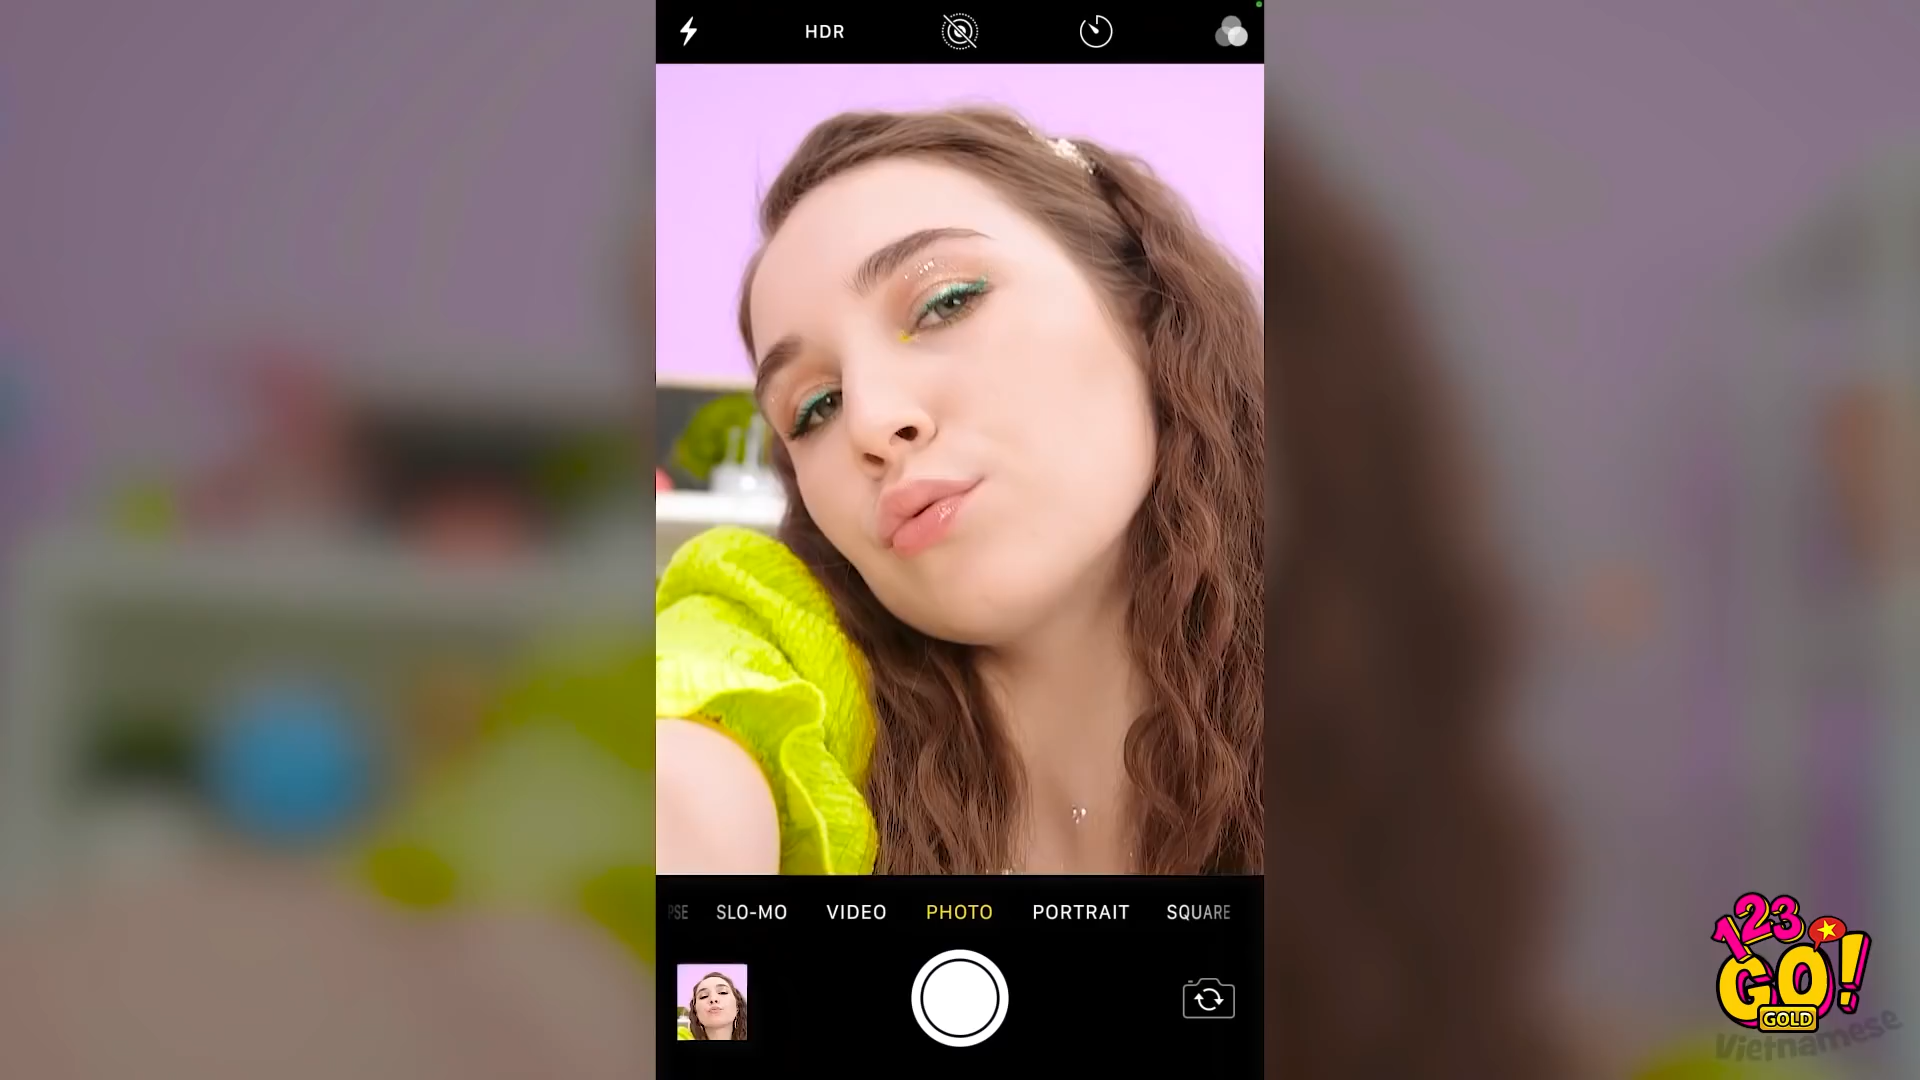 HDR
PSE SLO-MO VIDEO PHOTO PORTRAIT SQUARE
123
GO!
GOLD
Vietnamese